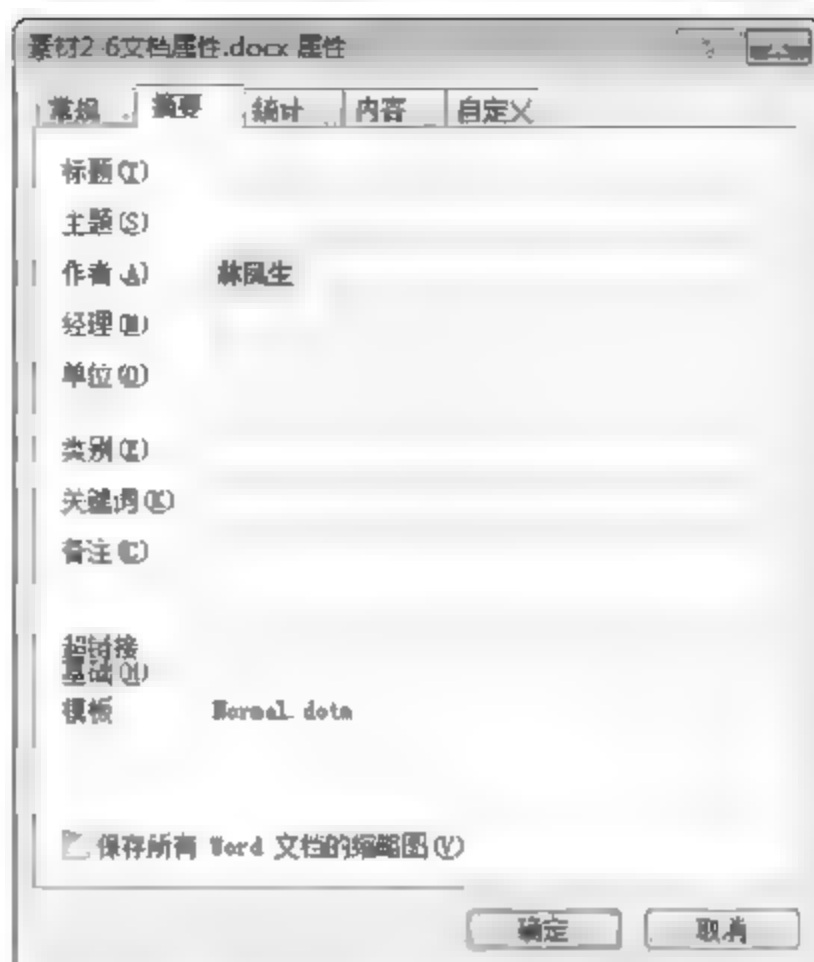 素材2-6文档属性.docx 属性
常规 摘要 统计 内容 自定义
标题(T)
主题(S)
作者(A) 林风生
经理(M)
单位(O)
类别(E)
关键词(K)
备注(C)
超链接
基础(H)
模板 Normal.dotm
保存所有 Word 文档的缩略图(V)
确定 取消